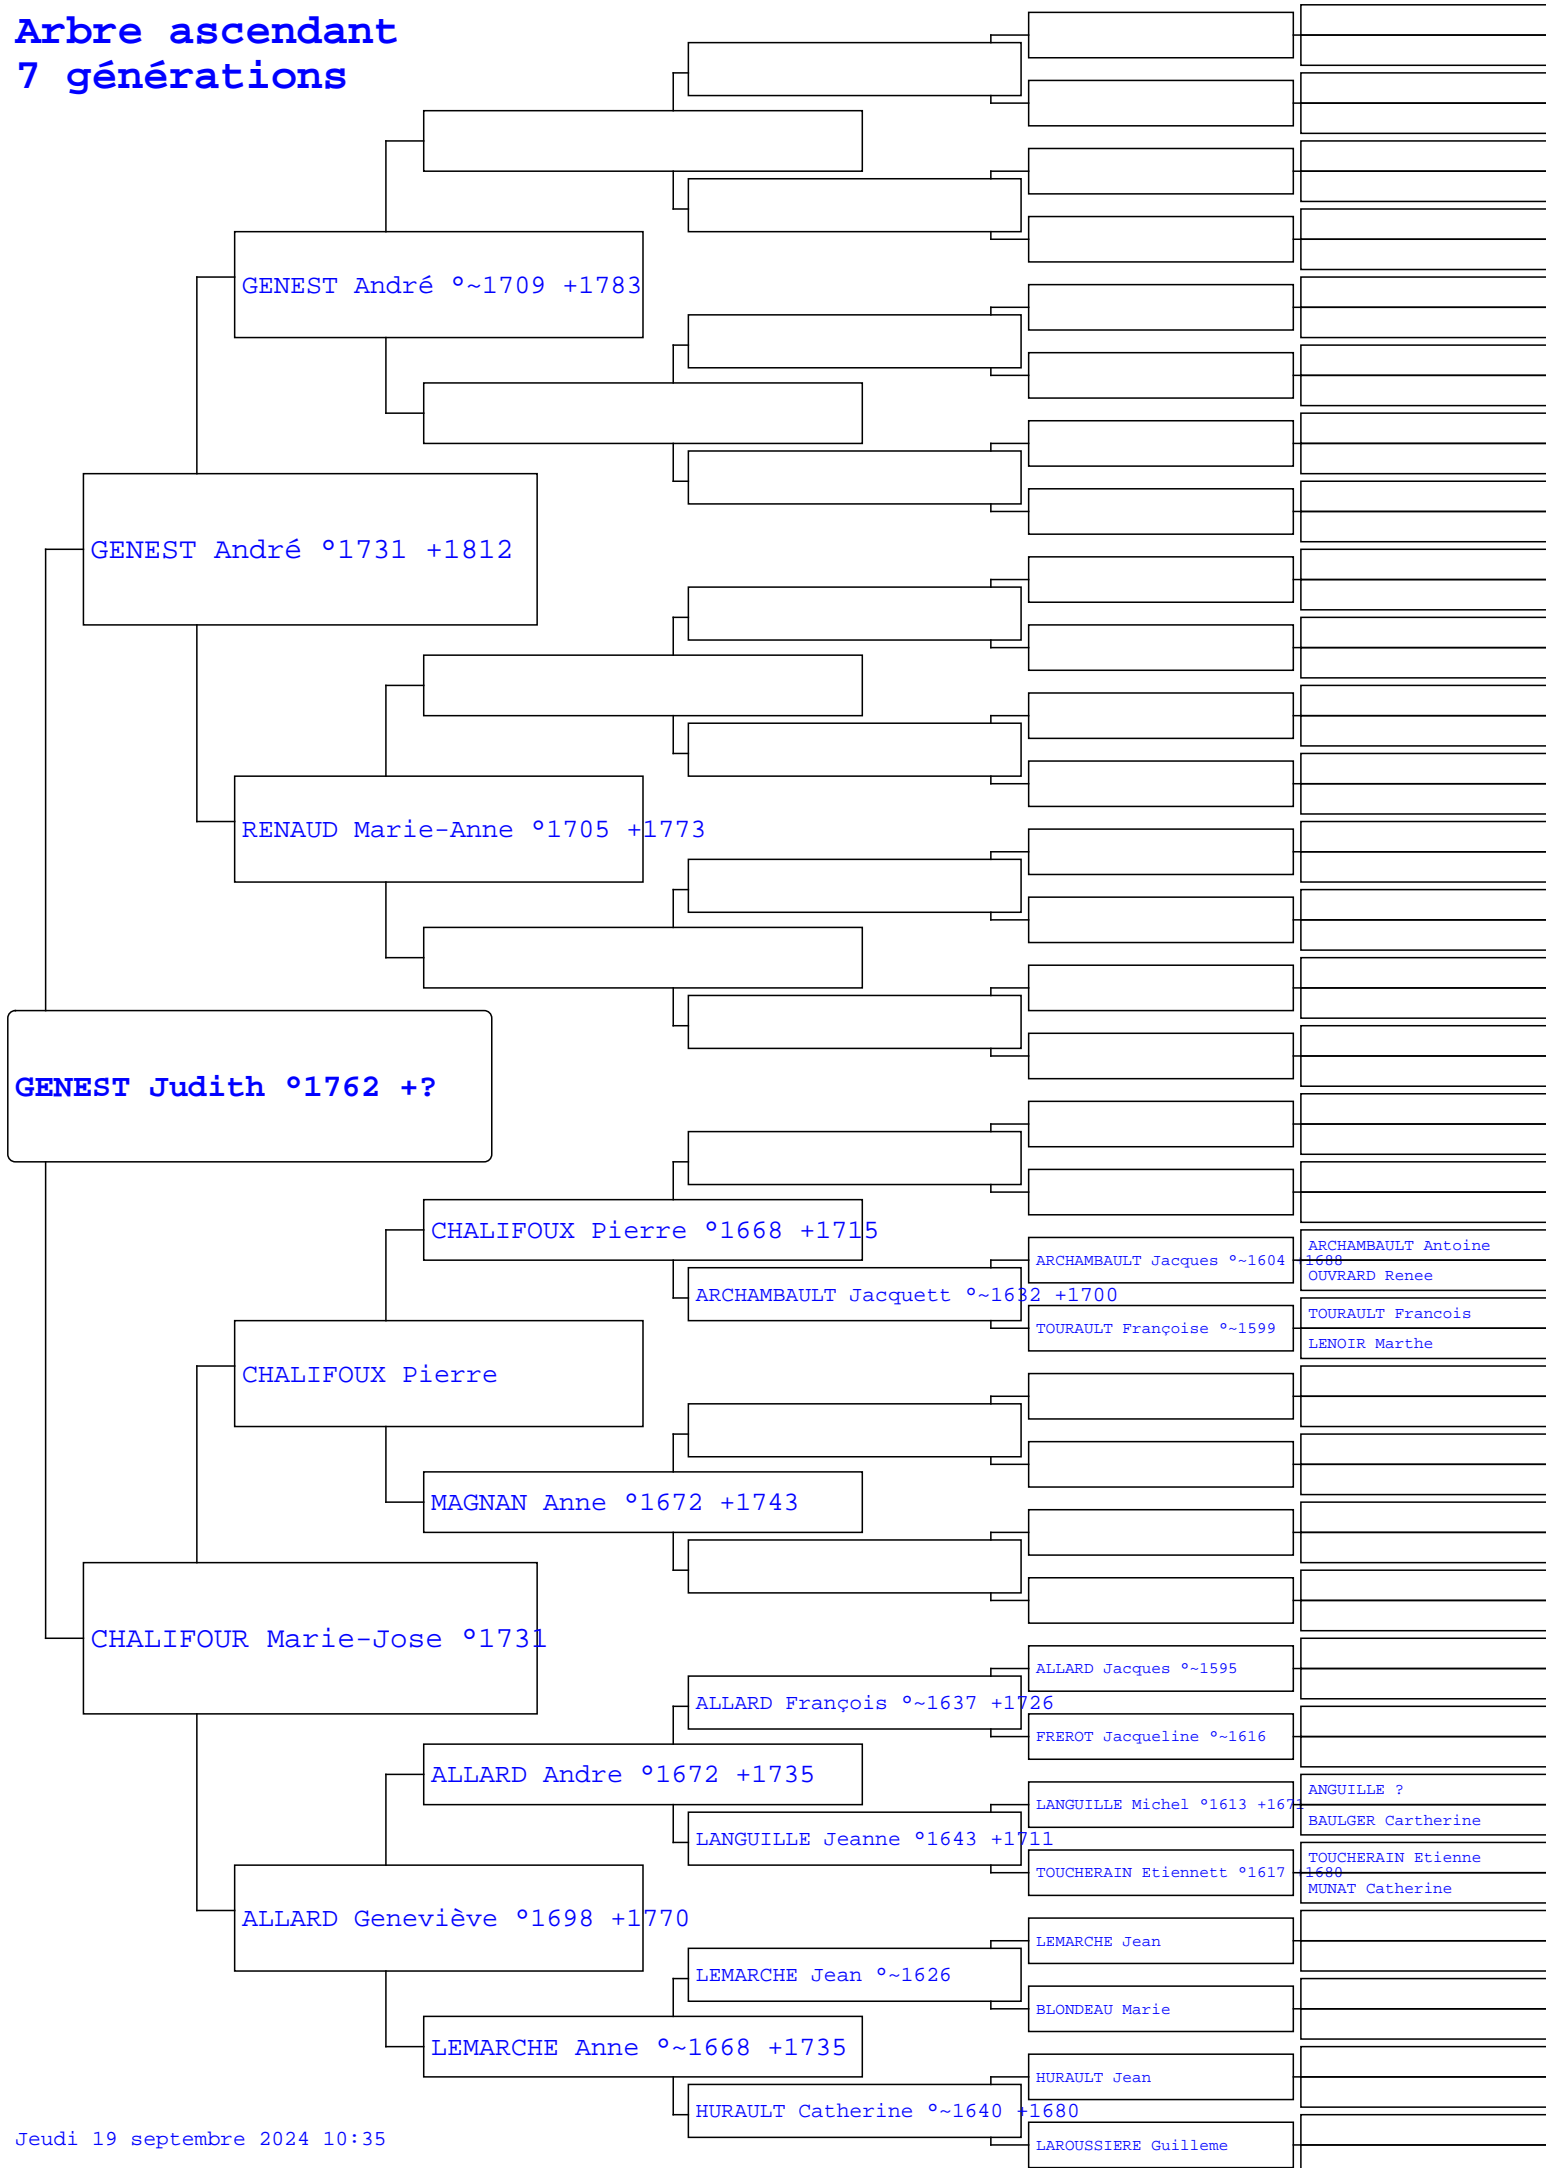 Arbre ascendant
7 générations
GENEST André °~1709 +1783
GENEST André °1731 +1812
RENAUD Marie-Anne °1705 +1773
GENEST Judith °1762 +?
CHALIFOUX Pierre °1668 +1715
ARCHAMBAULT Antoine
ARCHAMBAULT Jacques °~1604 +1688
OUVRARD Renee
ARCHAMBAULT Jacquett °~1632 +1700
TOURAULT Francois
TOURAULT Françoise °~1599
LENOIR Marthe
CHALIFOUX Pierre
MAGNAN Anne °1672 +1743
CHALIFOUR Marie-Jose °1731
ALLARD Jacques °~1595
ALLARD François °~1637 +1726
FREROT Jacqueline °~1616
ALLARD Andre °1672 +1735
ANGUILLE ?
LANGUILLE Michel °1613 +1671
BAULGER Cartherine
LANGUILLE Jeanne °1643 +1711
TOUCHERAIN Etienne
TOUCHERAIN Etiennett °1617 +1680
MUNAT Catherine
ALLARD Geneviève °1698 +1770
LEMARCHE Jean
LEMARCHE Jean °~1626
BLONDEAU Marie
LEMARCHE Anne °~1668 +1735
HURAULT Jean
HURAULT Catherine °~1640 +1680
LAROUSSIERE Guilleme
Jeudi 19 septembre 2024 10:35